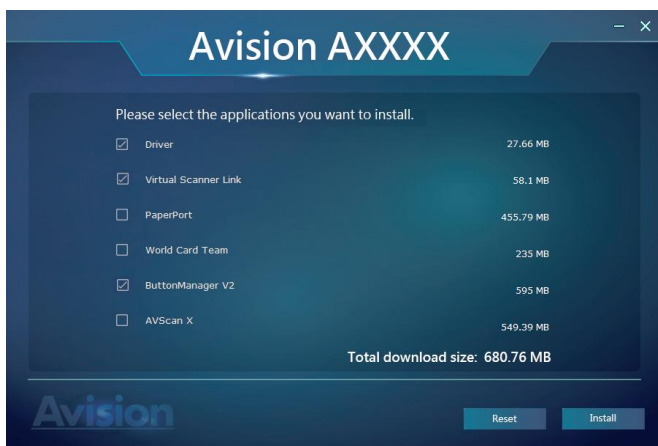 Avision AXXXX
Please select the applications you want to install.
Driver 27.66 MB
Virtual Scanner Link 58.1 MB
PaperPort 455.79 MB
World Card Team 235 MB
ButtonManager V2 595 MB
AVScan X 549.39 MB
Total download size: 680.76 MB
Avision
Reset Install